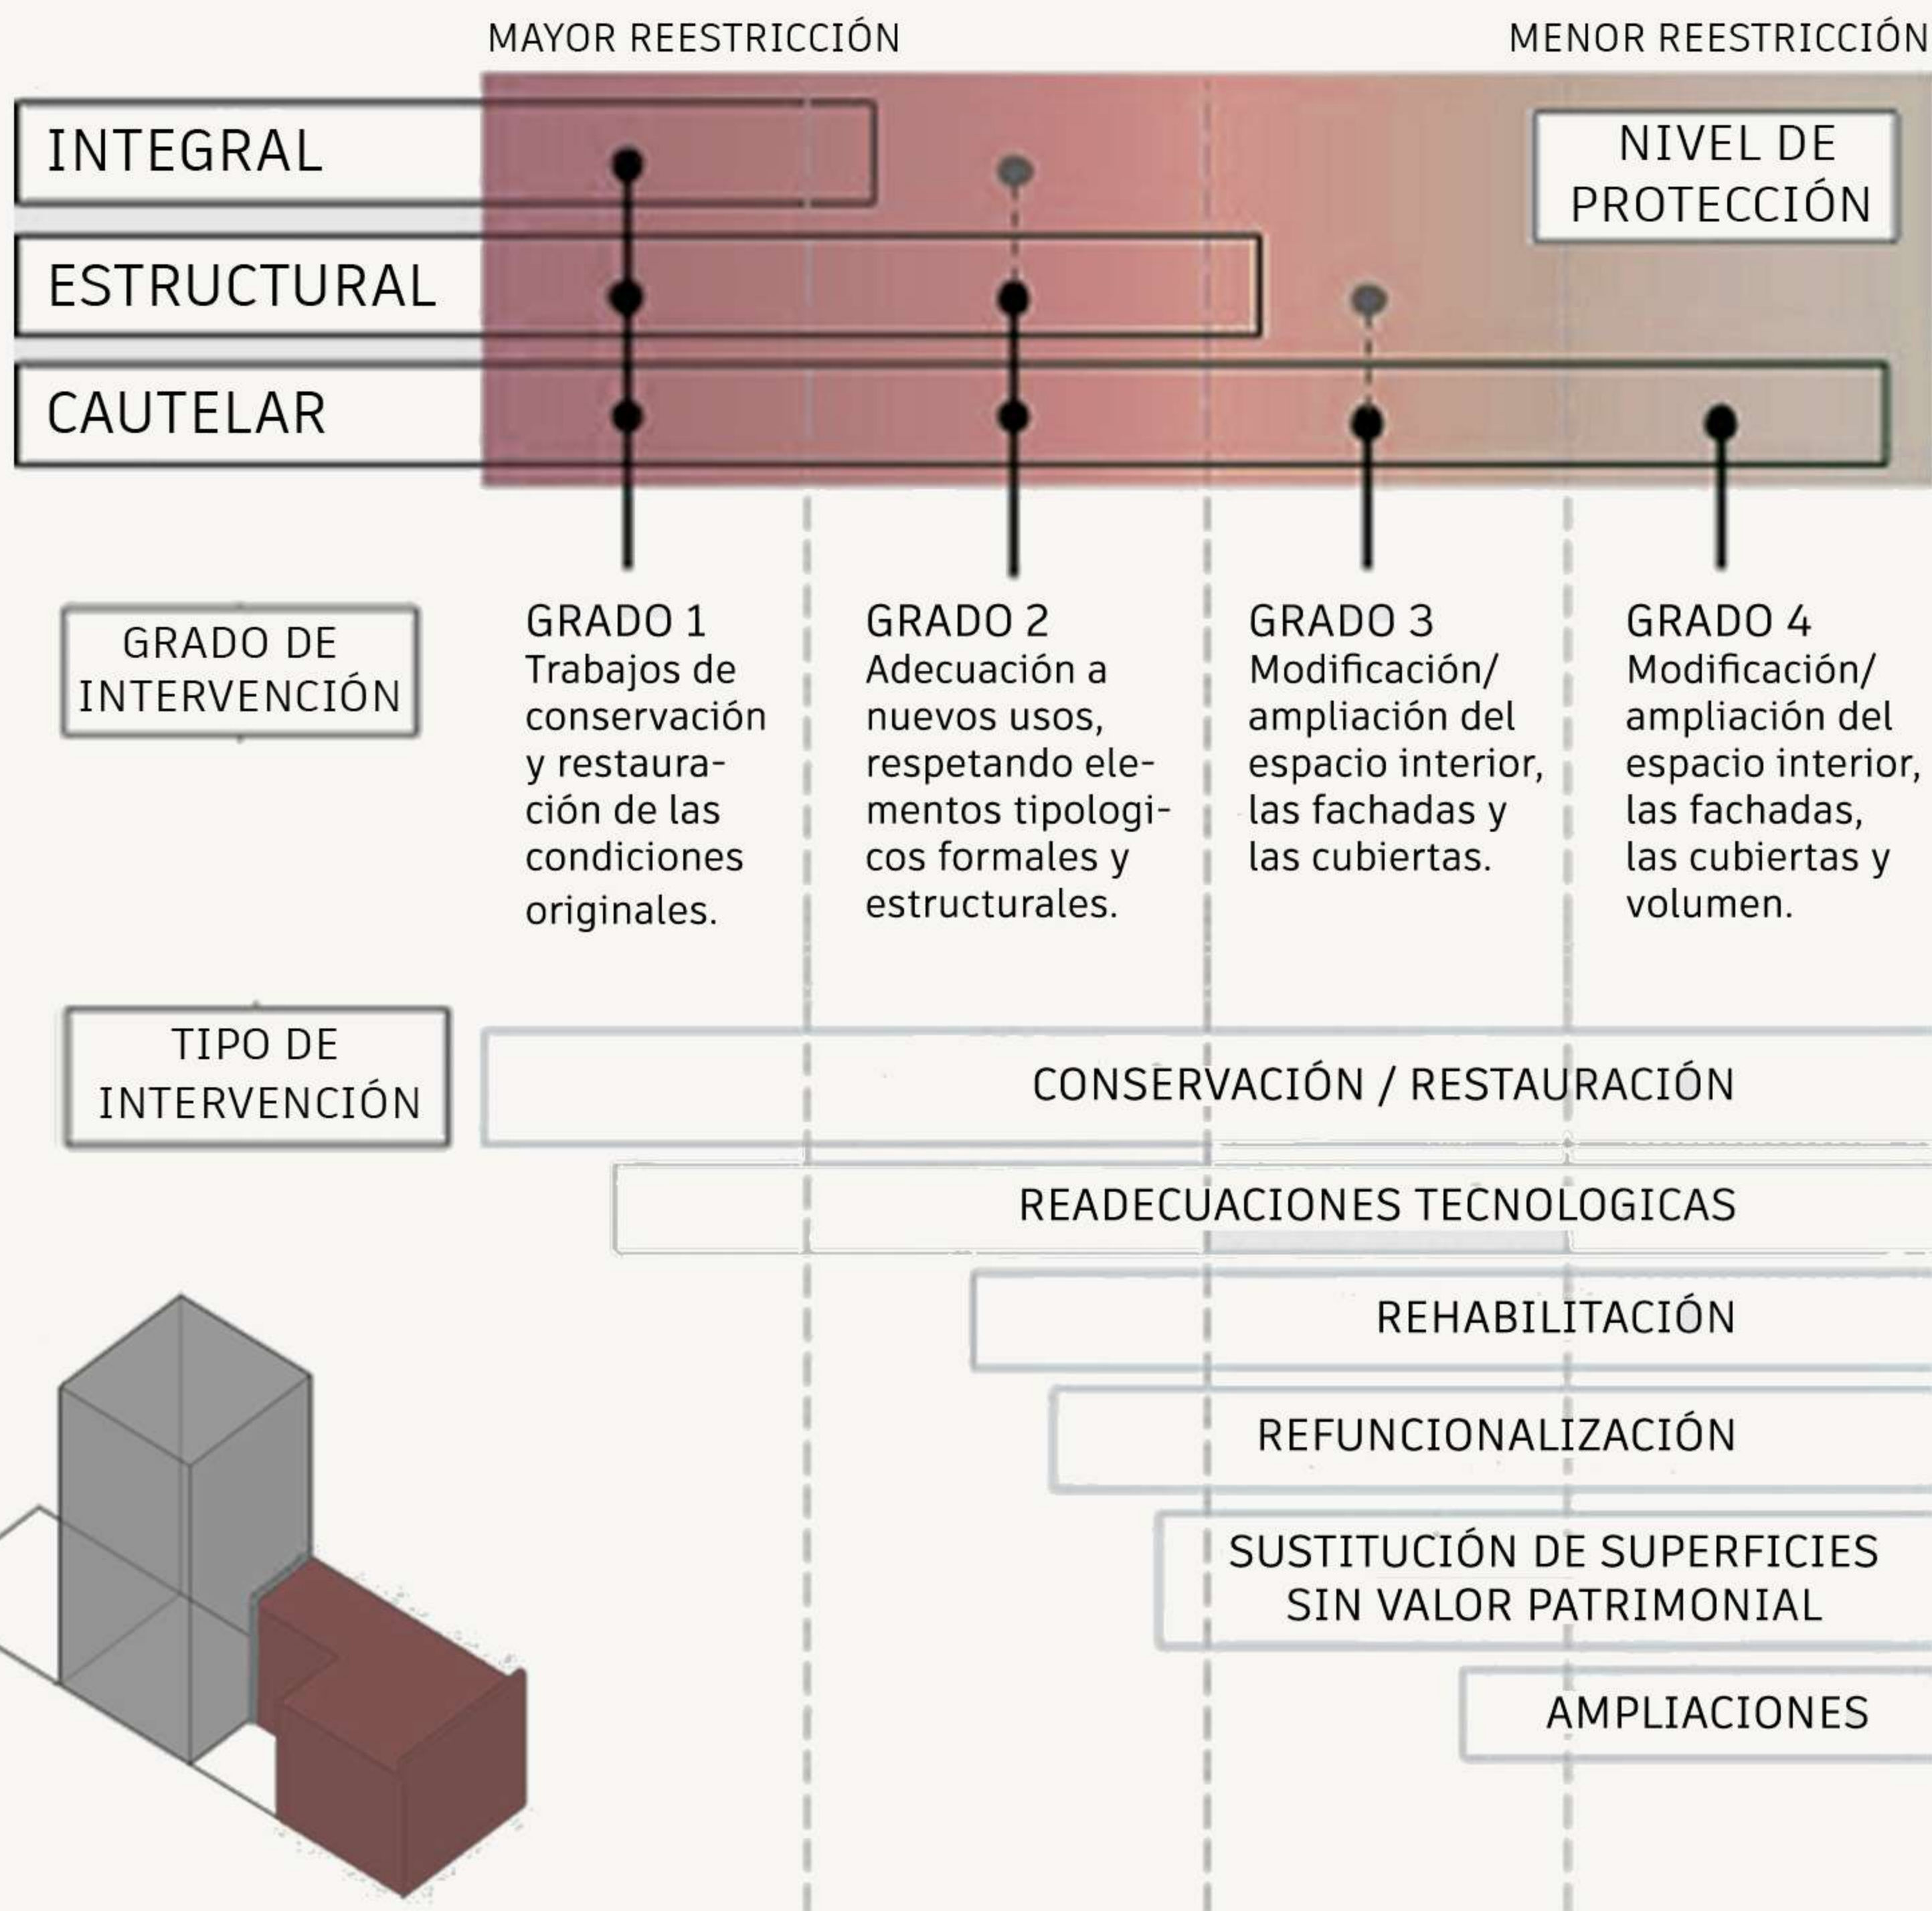 MAYOR REESTRICCIÓN
MENOR REESTRICCIÓN
INTEGRAL
NIVEL DE
PROTECCIÓN
ESTRUCTURAL
CAUTELAR
GRADO DE
INTERVENCIÓN
GRADO 1
Trabajos de
conservación
y restaura-
ción de las
condiciones
originales.
GRADO 2
Adecuación a
nuevos usos,
respetando ele-
mentos tipologi-
cos formales y
estructurales.
GRADO 3
Modificación/
ampliación del
espacio interior,
las fachadas y
las cubiertas.
GRADO 4
Modificación/
ampliación del
espacio interior,
las fachadas,
las cubiertas y
volumen.
TIPO DE
INTERVENCIÓN
CONSERVACIÓN / RESTAURACIÓN
READECUACIONES TECNOLOGICAS
REHABILITACIÓN
REFUNCIONALIZACIÓN
SUSTITUCIÓN DE SUPERFICIES
SIN VALOR PATRIMONIAL
AMPLIACIONES